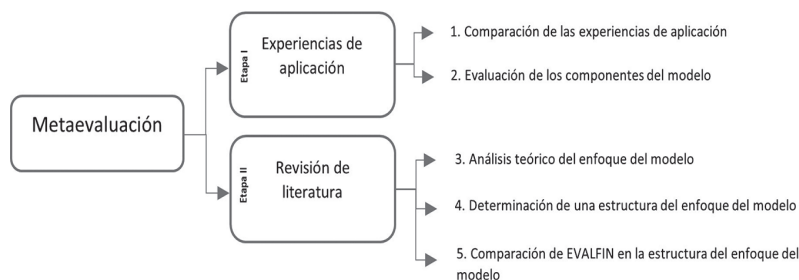 Metaevaluación
Etapa I
Experiencias de
aplicación
1. Comparación de las experiencias de aplicación
2. Evaluación de los componentes del modelo
Etapa II
Revisión de
literatura
3. Análisis teórico del enfoque del modelo
4. Determinación de una estructura del enfoque del modelo
5. Comparación de EVALFIN en la estructura del enfoque del
modelo